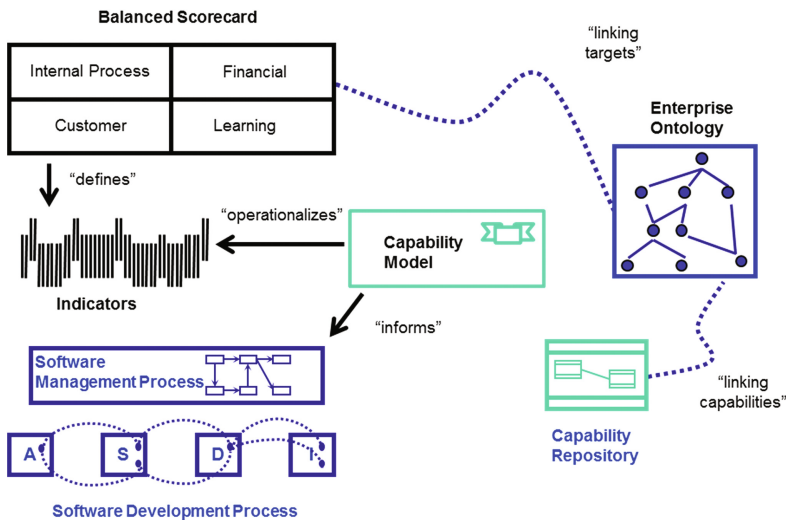 Balanced Scorecard
Internal Process
Financial
Customer
Learning
“linking
targets”
Enterprise
Ontology
“defines”
“operationalizes”
Capability
Model
Indicators
“informs”
Software
Management Process
“linking
capabilities”
Capability
Repository
A
S
D
I
Software Development Process